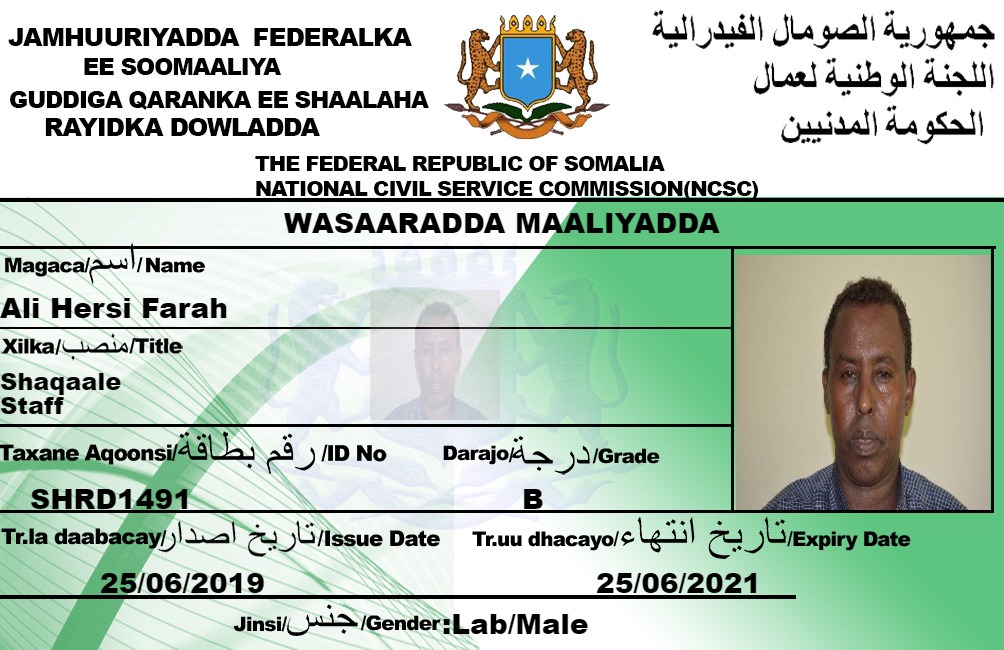 JAMHUURIYADDA FEDERALKA
EE SOOMAALIYA
GUDDIGA QARANKA EE SHAALAHA
RAYIDKA DOWLADDA
جمهورية الصومال الفيدرالية
اللجنة الوطنية لعمال
الحكومة المدنيين
THE FEDERAL REPUBLIC OF SOMALIA
NATIONAL CIVIL SERVICE COMMISSION(NCSC)
WASAARADDA MAALIYADDA
Magaca/أسم/Name
Ali Hersi Farah
Xilka/منصب/Title
Shaqaale
Staff
Taxane Aqoonsi/رقم بطاقة/ID No
SHRD1491
Darajo/درجة/Grade
B
Tr.la daabacay/تاريخ اصدار/Issue Date
25/06/2019
Tr.uu dhacayo/تاريخ انتهاء/Expiry Date
25/06/2021
Jinsi/جنس/Gender:Lab/Male